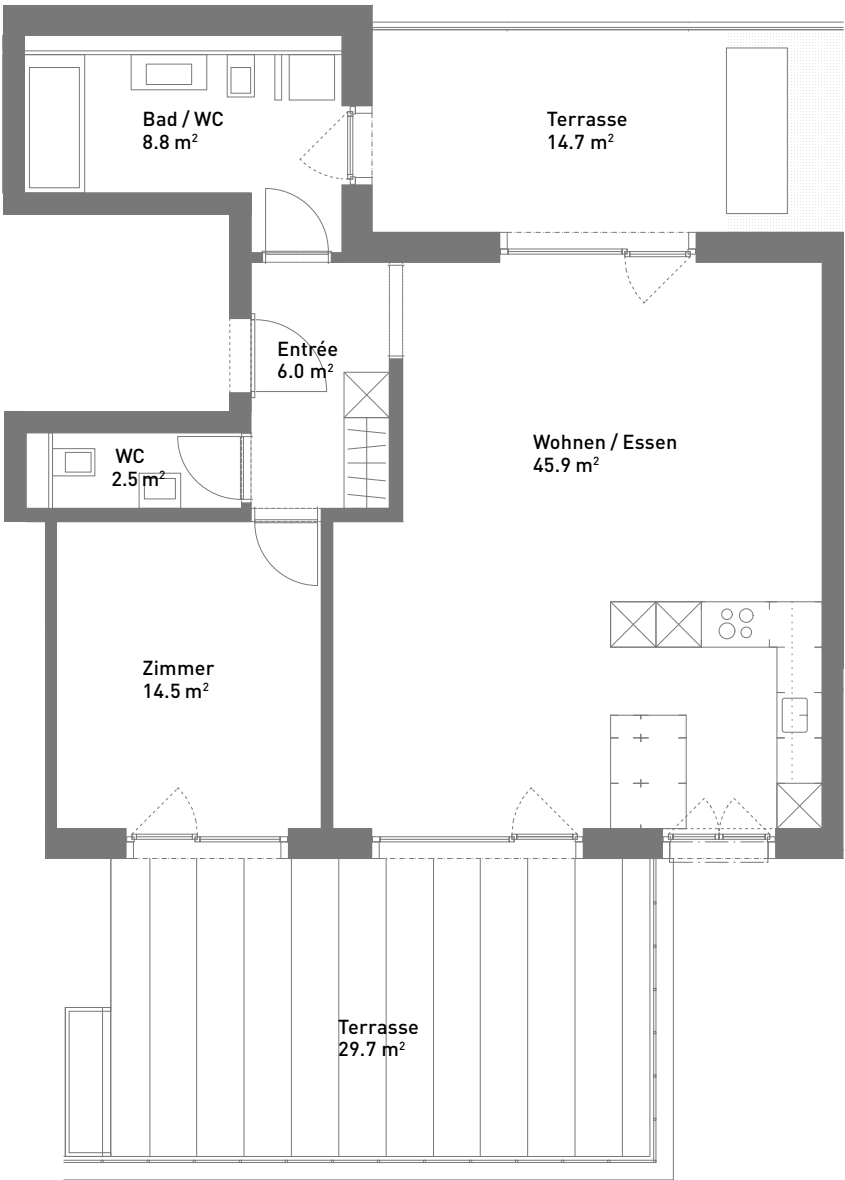 Bad / WC
8.8 m²
Terrasse
14.7 m²
Entrée
6.0 m²
Wohnen / Essen
45.9 m²
WC
2.5 m²
Zimmer
14.5 m²
Terrasse
29.7 m²